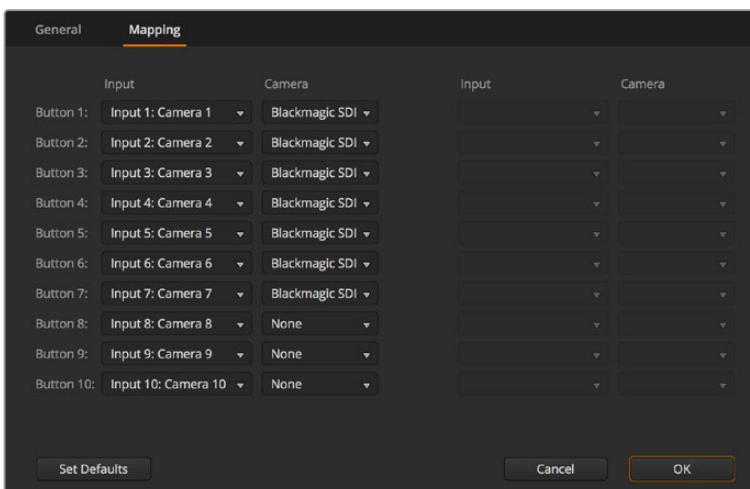 General Mapping
Input Camera Input Camera
Button 1: Input 1: Camera 1 Blackmagic SDI
Button 2: Input 2: Camera 2 Blackmagic SDI
Button 3: Input 3: Camera 3 Blackmagic SDI
Button 4: Input 4: Camera 4 Blackmagic SDI
Button 5: Input 5: Camera 5 Blackmagic SDI
Button 6: Input 6: Camera 6 Blackmagic SDI
Button 7: Input 7: Camera 7 Blackmagic SDI
Button 8: Input 8: Camera 8 None
Button 9: Input 9: Camera 9 None
Button 10: Input 10: Camera 10 None
Set Defaults Cancel OK